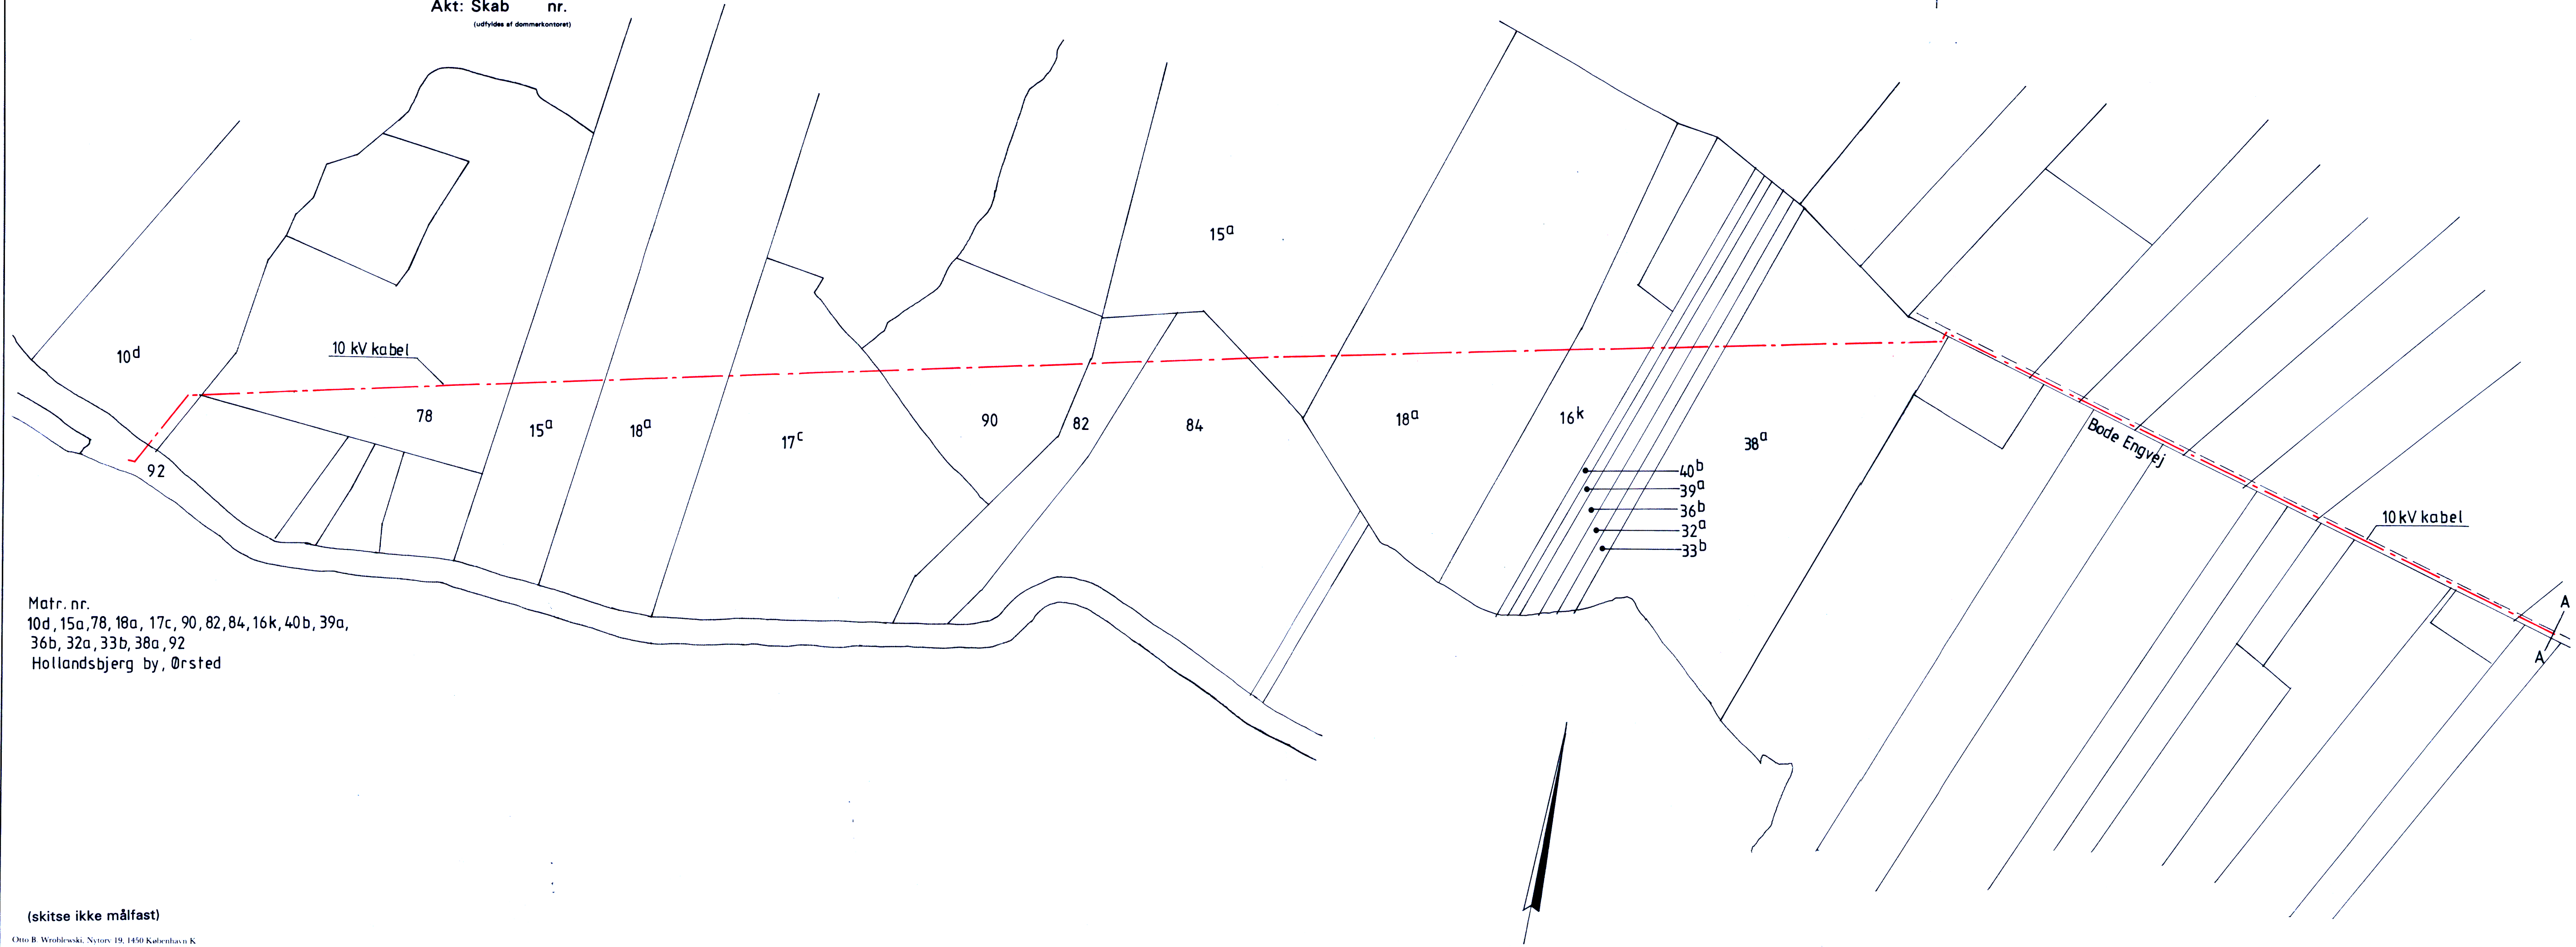 Akt: Skab nr.
(udfyldes af dommerkontoret)
15a
10d
10 kV kabel
78
15a
18a
17c
90
82
84
18a
16k
38a
40b
39a
36b
32a
33b
92
Bode Engvej
10 kV kabel
A
A
Matr. nr.
10d, 15a, 78, 18a, 17c, 90, 82, 84, 16k, 40b, 39a,
36b, 32a, 33b, 38a, 92
Hollandsbjerg by, Ørsted
(skitse ikke målfast)
Otto B. Wroblewski, Nytorv 19, 1450 København K